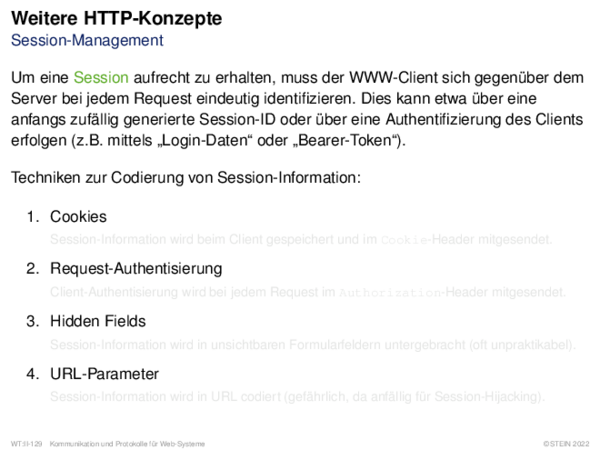 Weitere HTTP-Konzepte
Session-Management
Um eine Session aufrecht zu erhalten, muss der WWW-Client sich gegenüber dem
Server bei jedem Request eindeutig identifizieren. Dies kann etwa über eine
anfangs zufällig generierte Session-ID oder über eine Authentifizierung des Clients
erfolgen (z.B. mittels „Login-Daten“ oder „Bearer-Token“).
Techniken zur Codierung von Session-Information:
1. Cookies
Session-Information wird beim Client gespeichert und im Cookie-Header mitgesendet.
2. Request-Authentisierung
Client-Authentisierung wird bei jedem Request im Authorization-Header mitgesendet.
3. Hidden Fields
Session-Information wird in unsichtbaren Formularfeldern untergebracht (oft unpraktikabel).
4. URL-Parameter
Session-Information wird in URL codiert (gefährlich, da anfällig für Session-Hijacking).
WT:II-129 Kommunikation und Protokolle für Web-Systeme ©STEIN 2022